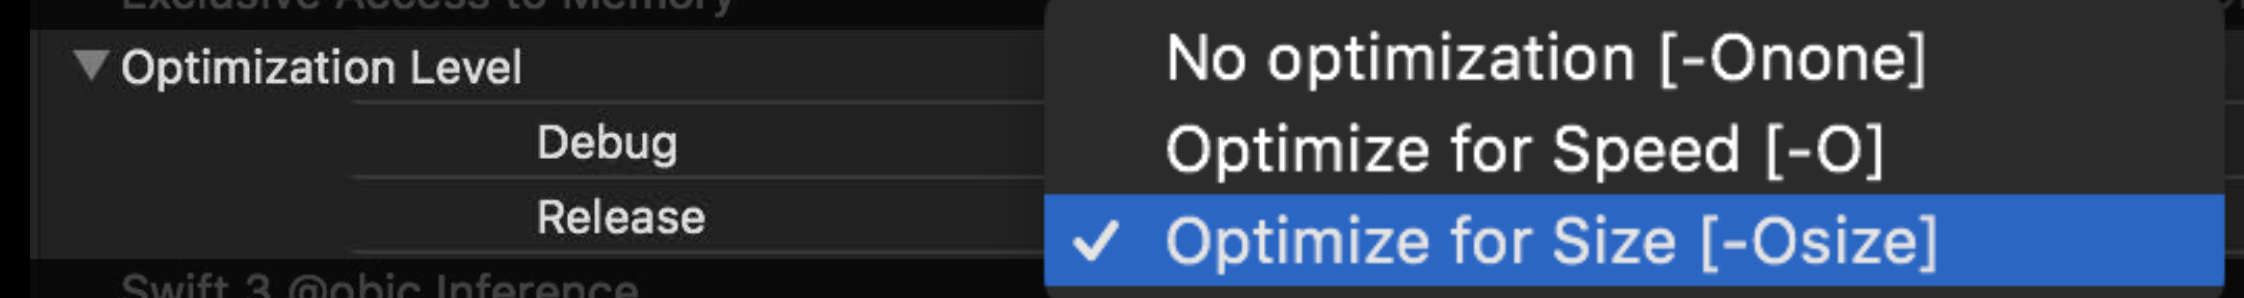 Exclusive Access to Memory
Optimization Level
Debug
Release
Swift 3 @objc Inference
No optimization [-Onone]
Optimize for Speed [-O]
Optimize for Size [-Osize]